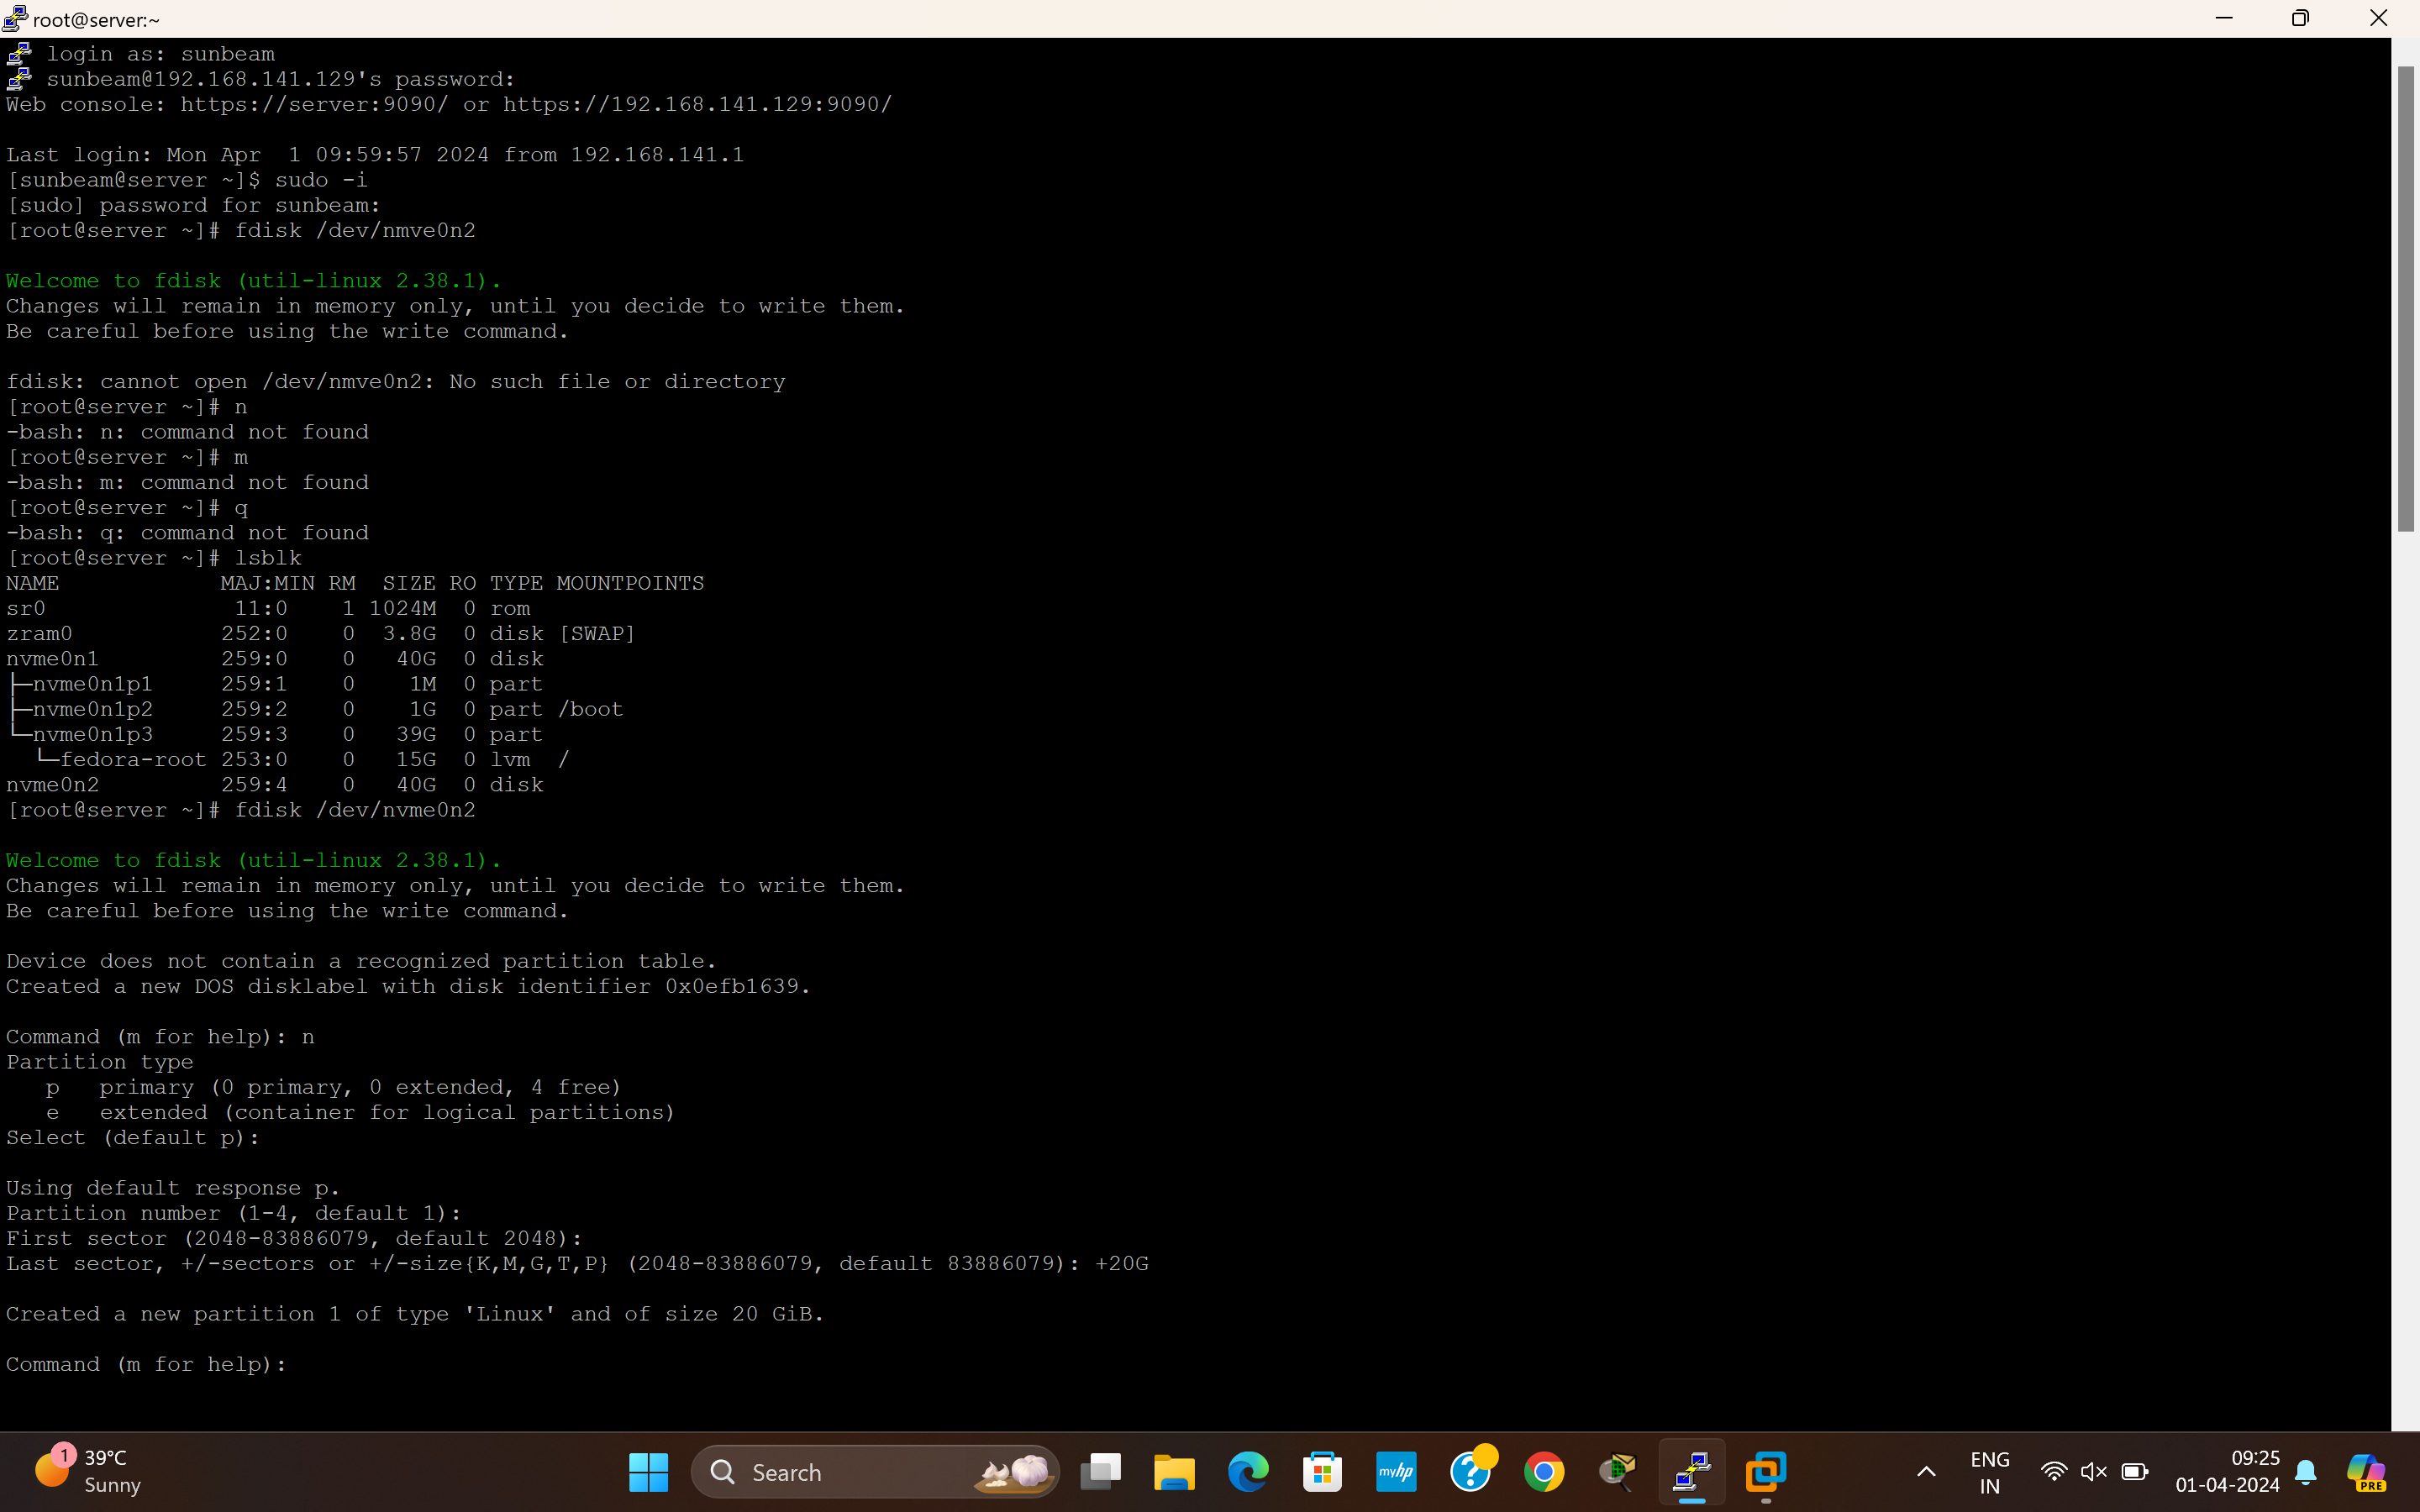 root@server:~
login as: sunbeam
sunbeam@192.168.141.129's password:
Web console: https://server:9090/ or https://192.168.141.129:9090/
Last login: Mon Apr  1 09:59:57 2024 from 192.168.141.1
[sunbeam@server ~]$ sudo -i
[sudo] password for sunbeam:
[root@server ~]# fdisk /dev/nmve0n2
Welcome to fdisk (util-linux 2.38.1).
Changes will remain in memory only, until you decide to write them.
Be careful before using the write command.
fdisk: cannot open /dev/nmve0n2: No such file or directory
[root@server ~]# n
-bash: n: command not found
[root@server ~]# m
-bash: m: command not found
[root@server ~]# q
-bash: q: command not found
[root@server ~]# lsblk
NAME            MAJ:MIN RM  SIZE RO TYPE MOUNTPOINTS
sr0              11:0    1 1024M  0 rom
zram0           252:0    0  3.8G  0 disk [SWAP]
nvme0n1         259:0    0   40G  0 disk
├─nvme0n1p1     259:1    0    1M  0 part
├─nvme0n1p2     259:2    0    1G  0 part /boot
└─nvme0n1p3     259:3    0   39G  0 part
  └─fedora-root 253:0    0   15G  0 lvm  /
nvme0n2         259:4    0   40G  0 disk
[root@server ~]# fdisk /dev/nvme0n2
Welcome to fdisk (util-linux 2.38.1).
Changes will remain in memory only, until you decide to write them.
Be careful before using the write command.
Device does not contain a recognized partition table.
Created a new DOS disklabel with disk identifier 0x0efb1639.
Command (m for help): n
Partition type
   p   primary (0 primary, 0 extended, 4 free)
   e   extended (container for logical partitions)
Select (default p):
Using default response p.
Partition number (1-4, default 1):
First sector (2048-83886079, default 2048):
Last sector, +/-sectors or +/-size{K,M,G,T,P} (2048-83886079, default 83886079): +20G
Created a new partition 1 of type 'Linux' and of size 20 GiB.
Command (m for help):
1
39°C
Sunny
Search
myhp
ENG
IN
09:25
01-04-2024
PRE